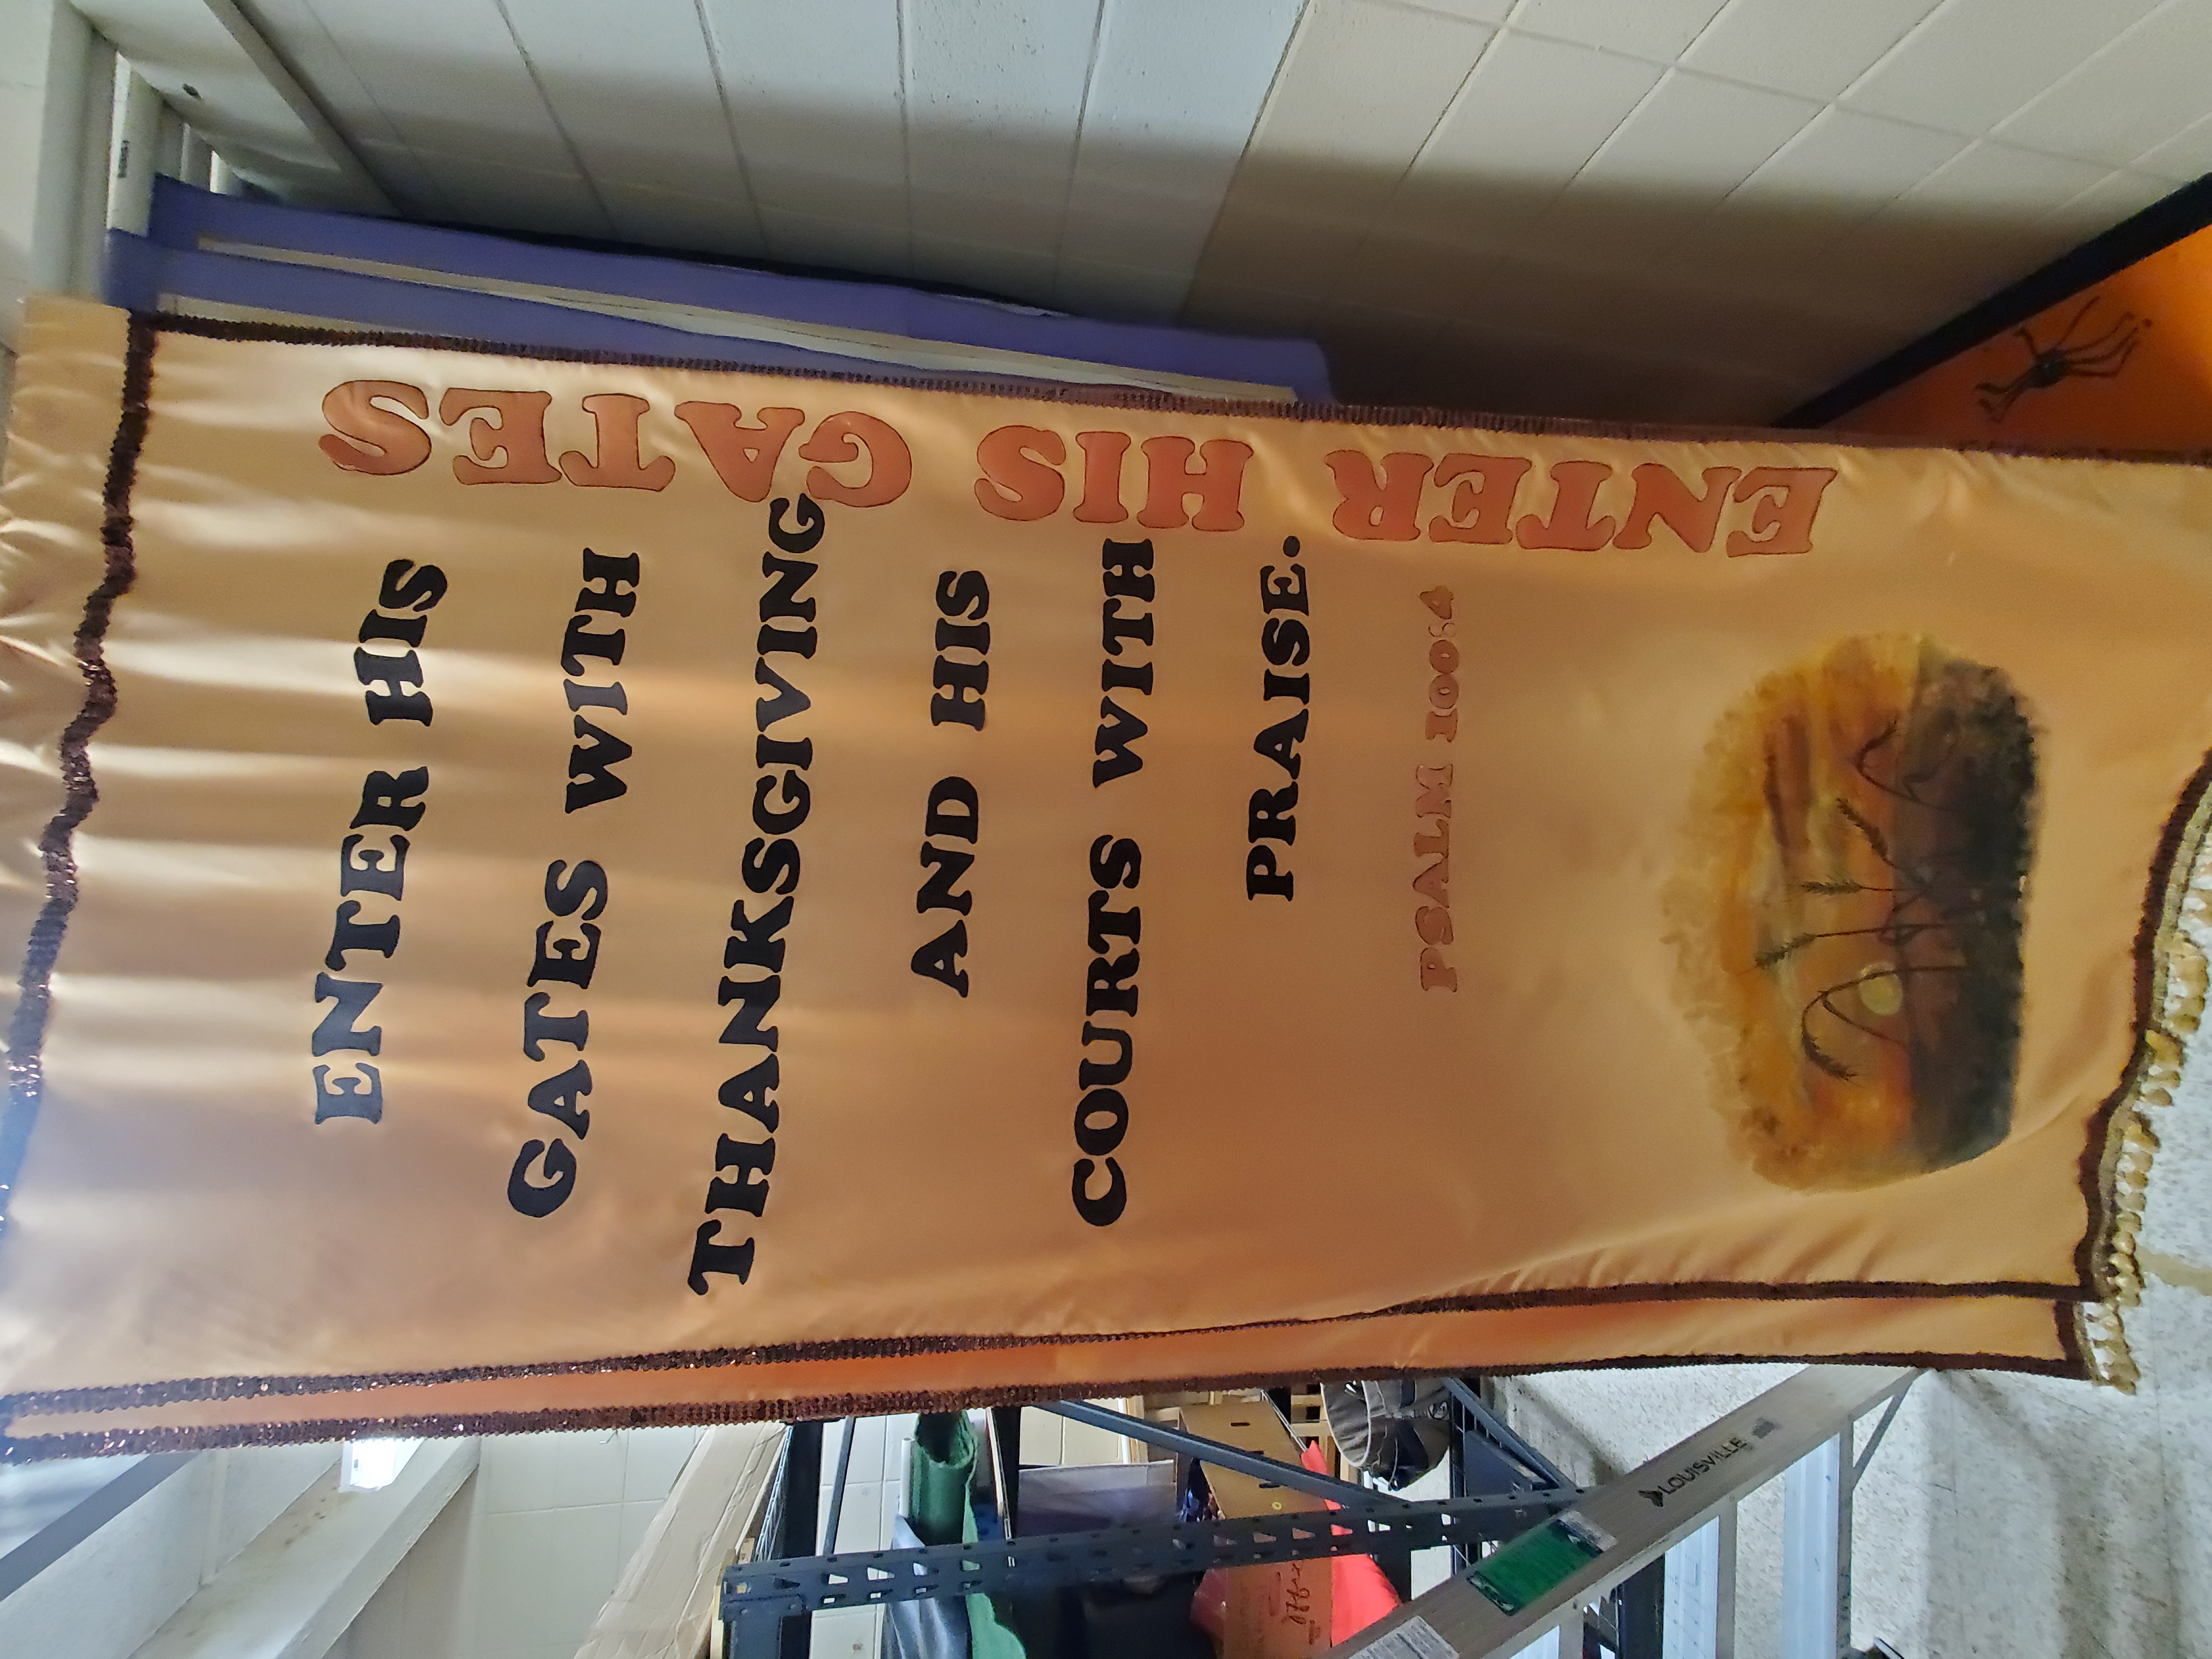 ENTER HIS
GATES WITH
THANKSGIVING
AND HIS
COURTS WITH
PRAISE.
PSALM 100:4
ENTER HIS GATES
LOUISVILLE